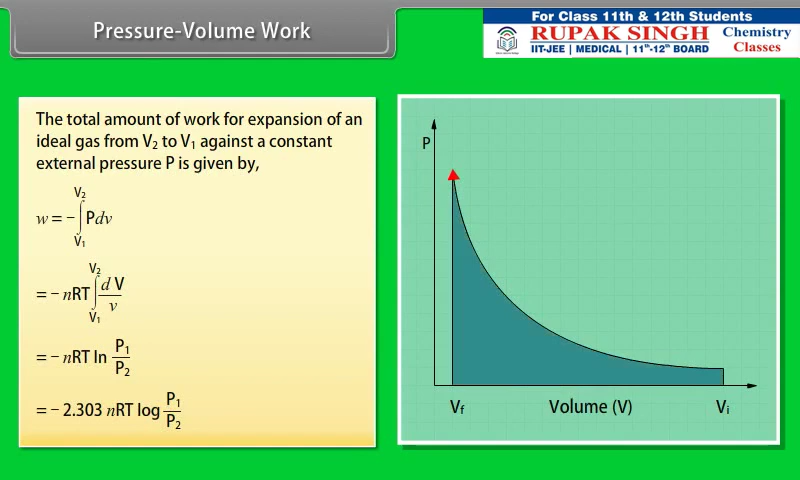 Pressure-Volume Work
For Class 11th & 12th Students
RUPAK SINGH
IIT-JEE | MEDICAL | 11th-12th BOARD
Chemistry
Classes
The total amount of work for expansion of an
ideal gas from V₂ to V₁ against a constant
external pressure P is given by,
w = − ∫_{V₁}^{V₂} Pdv
= − nRT ∫_{V₁}^{V₂} dV/v
= − nRT ln P₁/P₂
= − 2.303 nRT log P₁/P₂
P
Vf Volume (V) Vi